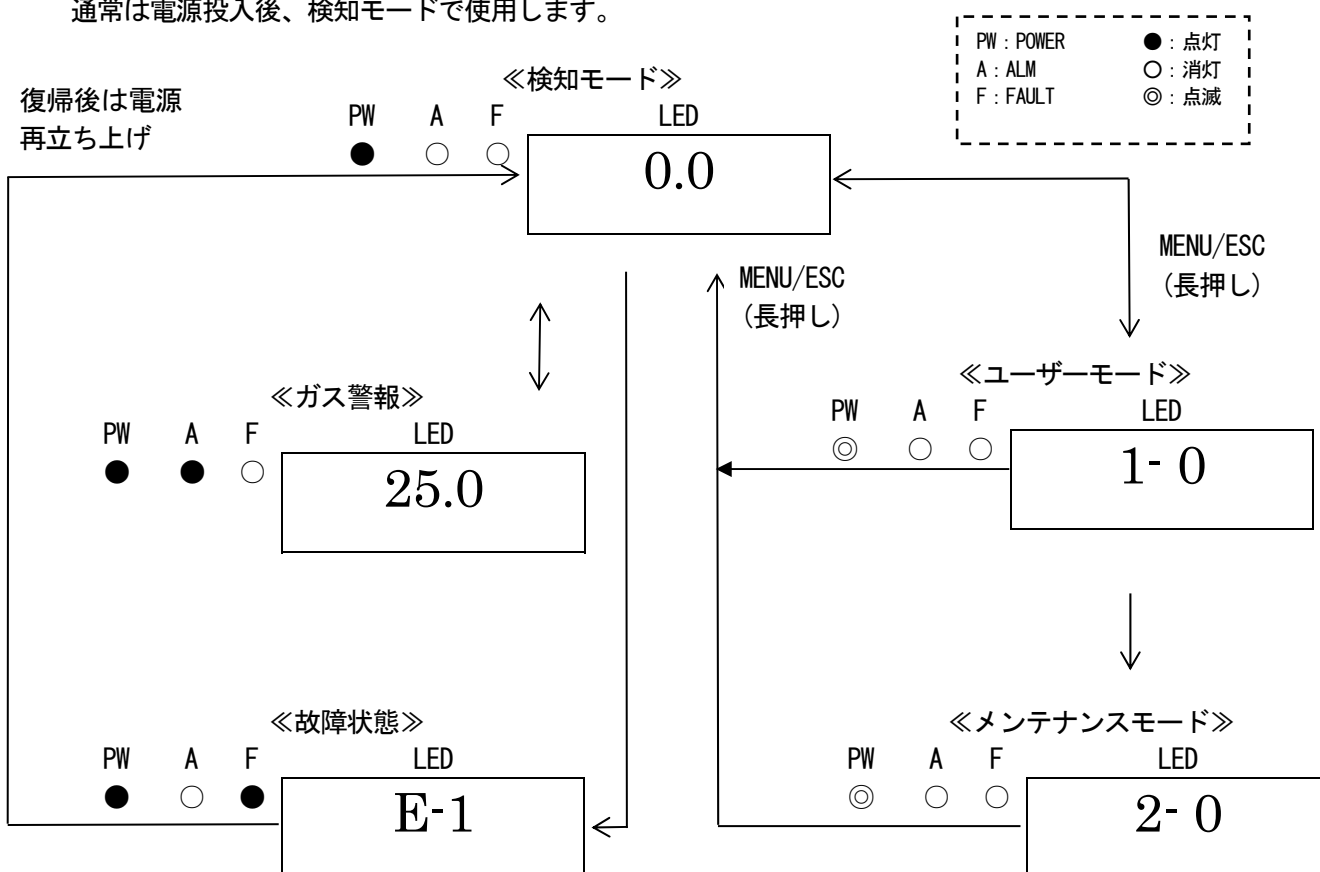 通常は電源投入後、検知モードで使用します。
PW：POWER ●：点灯
A：ALM ○：消灯
F：FAULT ◎：点滅
≪検知モード≫
復帰後は電源
再立ち上げ
PW A F LED
● ○ ○ 0.0
MENU/ESC
(長押し)
MENU/ESC
(長押し)
≪ユーザーモード≫
PW A F LED
◎ ○ ○ 1- 0
≪ガス警報≫
PW A F LED
● ● ○ 25.0
≪故障状態≫
PW A F LED
● ○ ● E-1
≪メンテナンスモード≫
PW A F LED
◎ ○ ○ 2- 0